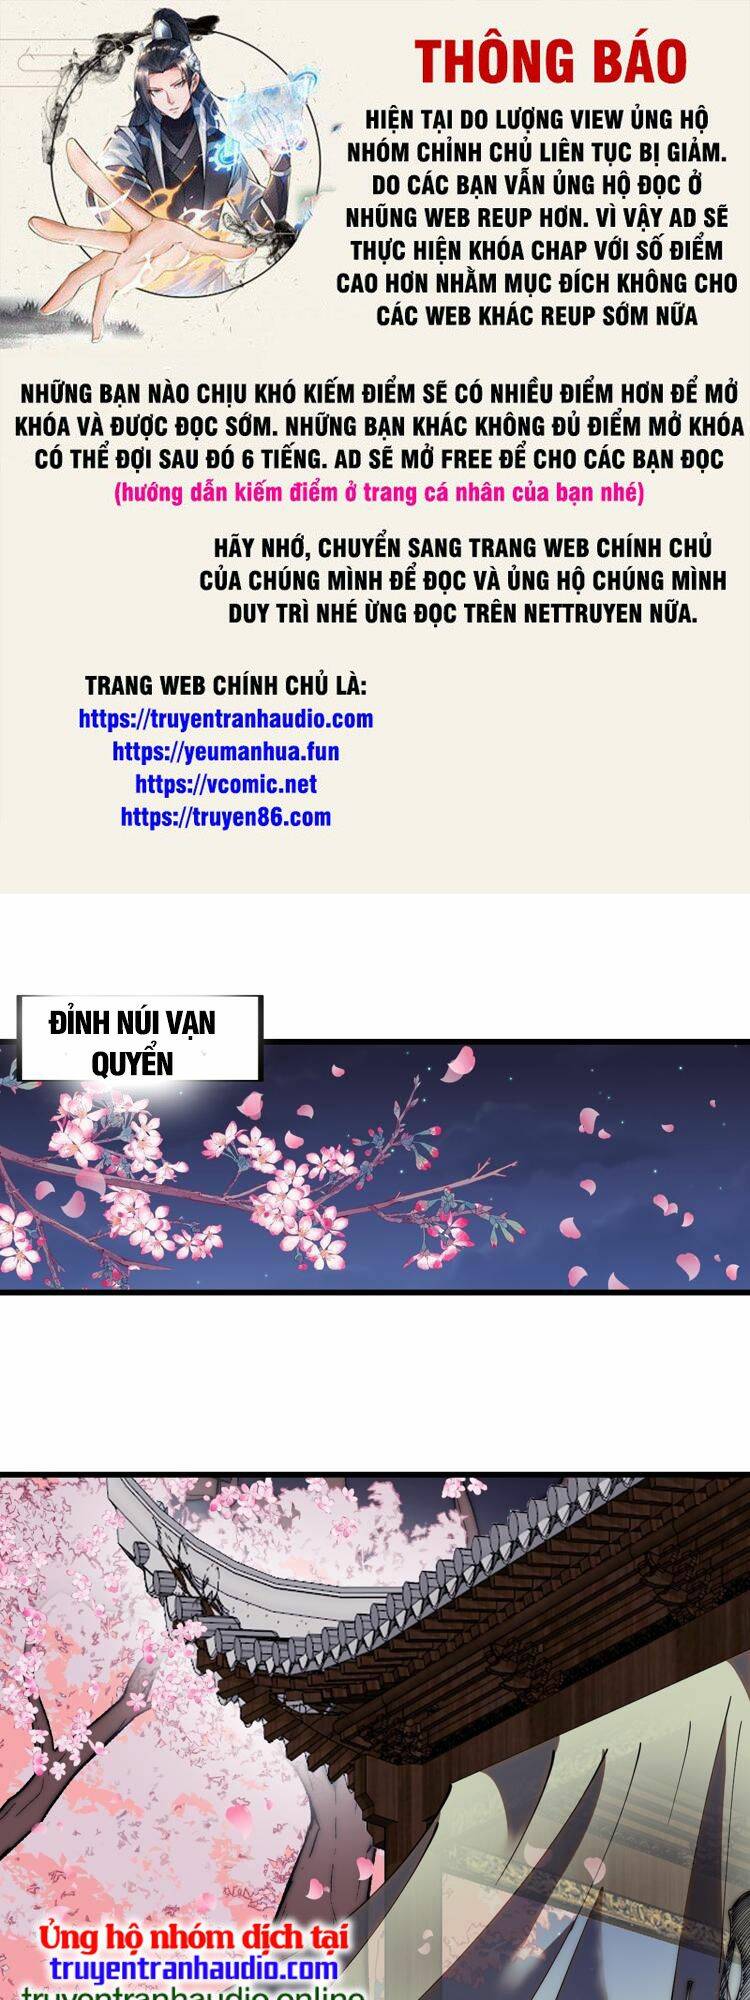 THÔNG BÁO
HIỆN TẠI DO LƯỢNG VIEW ỦNG HỘ
NHÓM CHỈNH CHỦ LIÊN TỤC BỊ GIẢM.
DO CÁC BẠN VẪN ỦNG HỘ ĐỌC Ở
NHŨNG WEB REUP HƠN. VÌ VẬY AD SẼ
THỰC HIỆN KHÓA CHAP VỚI SỐ ĐIỂM
CAO HƠN NHẰM MỤC ĐÍCH KHÔNG CHO
CÁC WEB KHÁC REUP SỚM NỮA
NHỮNG BẠN NÀO CHỊU KHÓ KIẾM ĐIỂM SẼ CÓ NHIỀU ĐIỂM HƠN ĐỂ MỞ
KHÓA VÀ ĐƯỢC ĐỌC SỚM. NHỮNG BẠN KHÁC KHÔNG ĐỦ ĐIỂM MỞ KHÓA
CÓ THỂ ĐỢI SAU ĐÓ 6 TIẾNG. AD SẼ MỞ FREE ĐỂ CHO CÁC BẠN ĐỌC
(hướng dẫn kiếm điểm ở trang cá nhân của bạn nhé)
HÃY NHỚ, CHUYỂN SANG TRANG WEB CHÍNH CHỦ
CỦA CHÚNG MÌNH ĐỂ ĐỌC VÀ ỦNG HỘ CHÚNG MÌNH
DUY TRÌ NHÉ ỪNG ĐỌC TRÊN NETTRUYEN NỮA.
TRANG WEB CHÍNH CHỦ LÀ:
https://truyentranhaudio.com
https://yeumanhua.fun
https://vcomic.net
https://truyen86.com
ĐỈNH NÚI VẠN
QUYỂN
Ủng hộ nhóm dịch tại
truyentranhaudio.com
truyentranhaudio.online